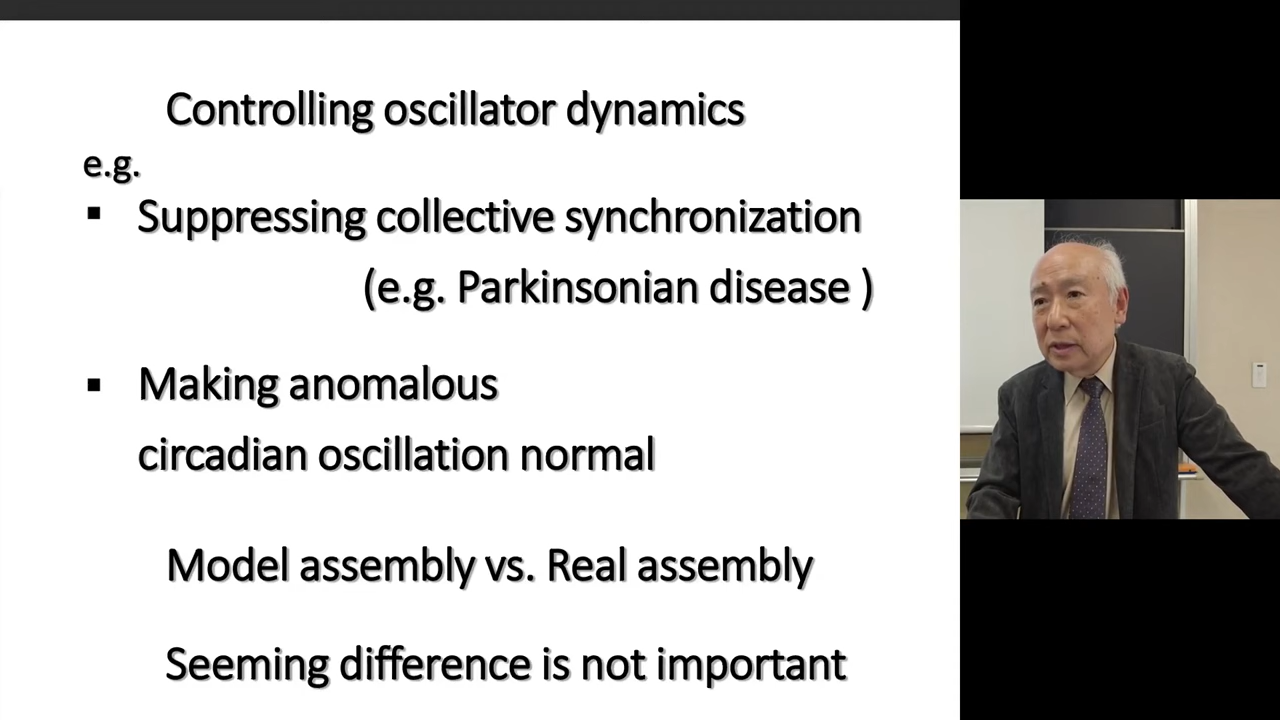 Controlling oscillator dynamics
e.g.
▪ Suppressing collective synchronization
(e.g. Parkinsonian disease )
▪ Making anomalous
circadian oscillation normal
Model assembly vs. Real assembly
Seeming difference is not important